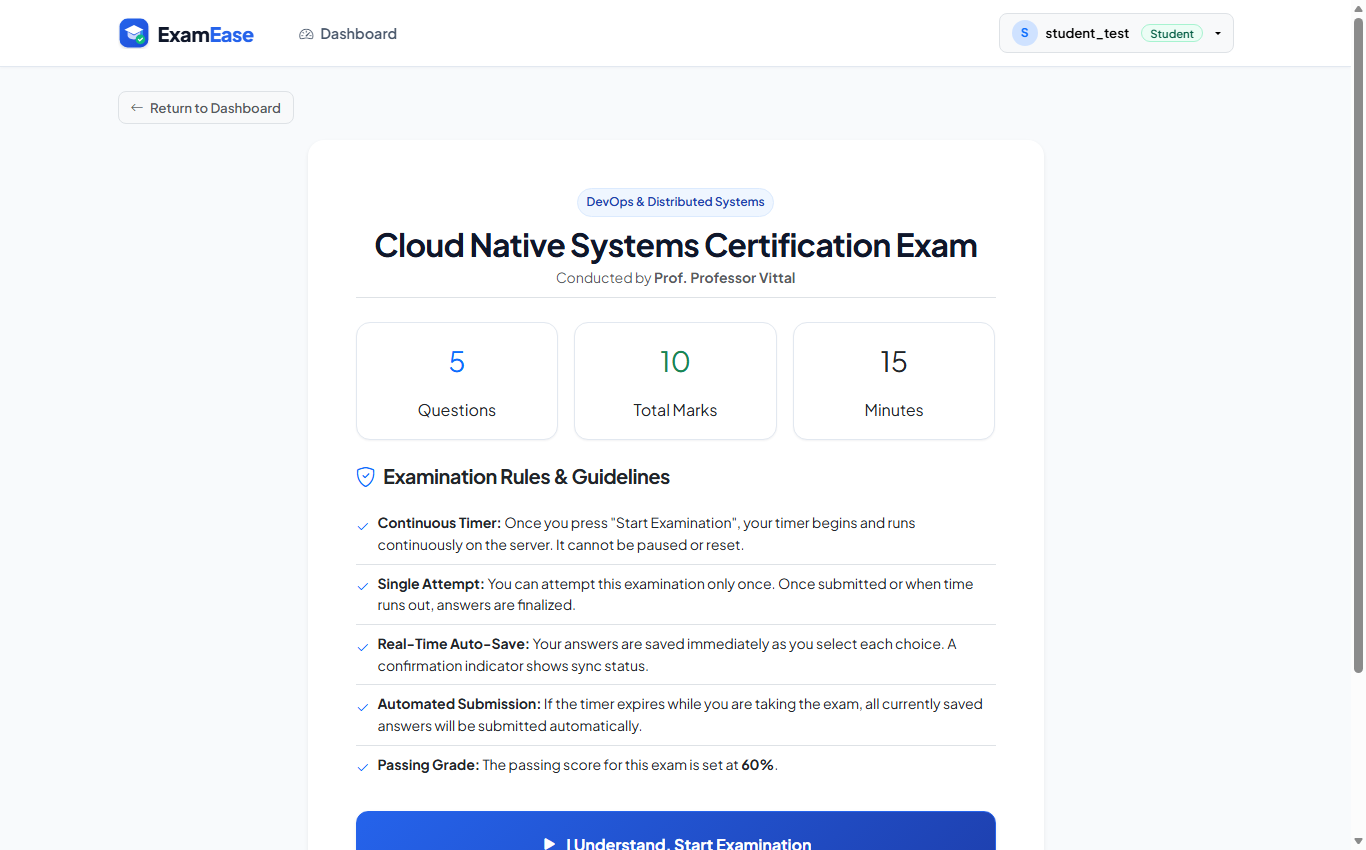 ExamEase
Dashboard
S
student_test
Student
Return to Dashboard
DevOps & Distributed Systems
Cloud Native Systems Certification Exam
Conducted by Prof. Professor Vittal
5
Questions
10
Total Marks
15
Minutes
Examination Rules & Guidelines
Continuous Timer: Once you press "Start Examination", your timer begins and runs
continuously on the server. It cannot be paused or reset.
Single Attempt: You can attempt this examination only once. Once submitted or when time
runs out, answers are finalized.
Real-Time Auto-Save: Your answers are saved immediately as you select each choice. A
confirmation indicator shows sync status.
Automated Submission: If the timer expires while you are taking the exam, all currently saved
answers will be submitted automatically.
Passing Grade: The passing score for this exam is set at 60%.
I Understand, Start Examination